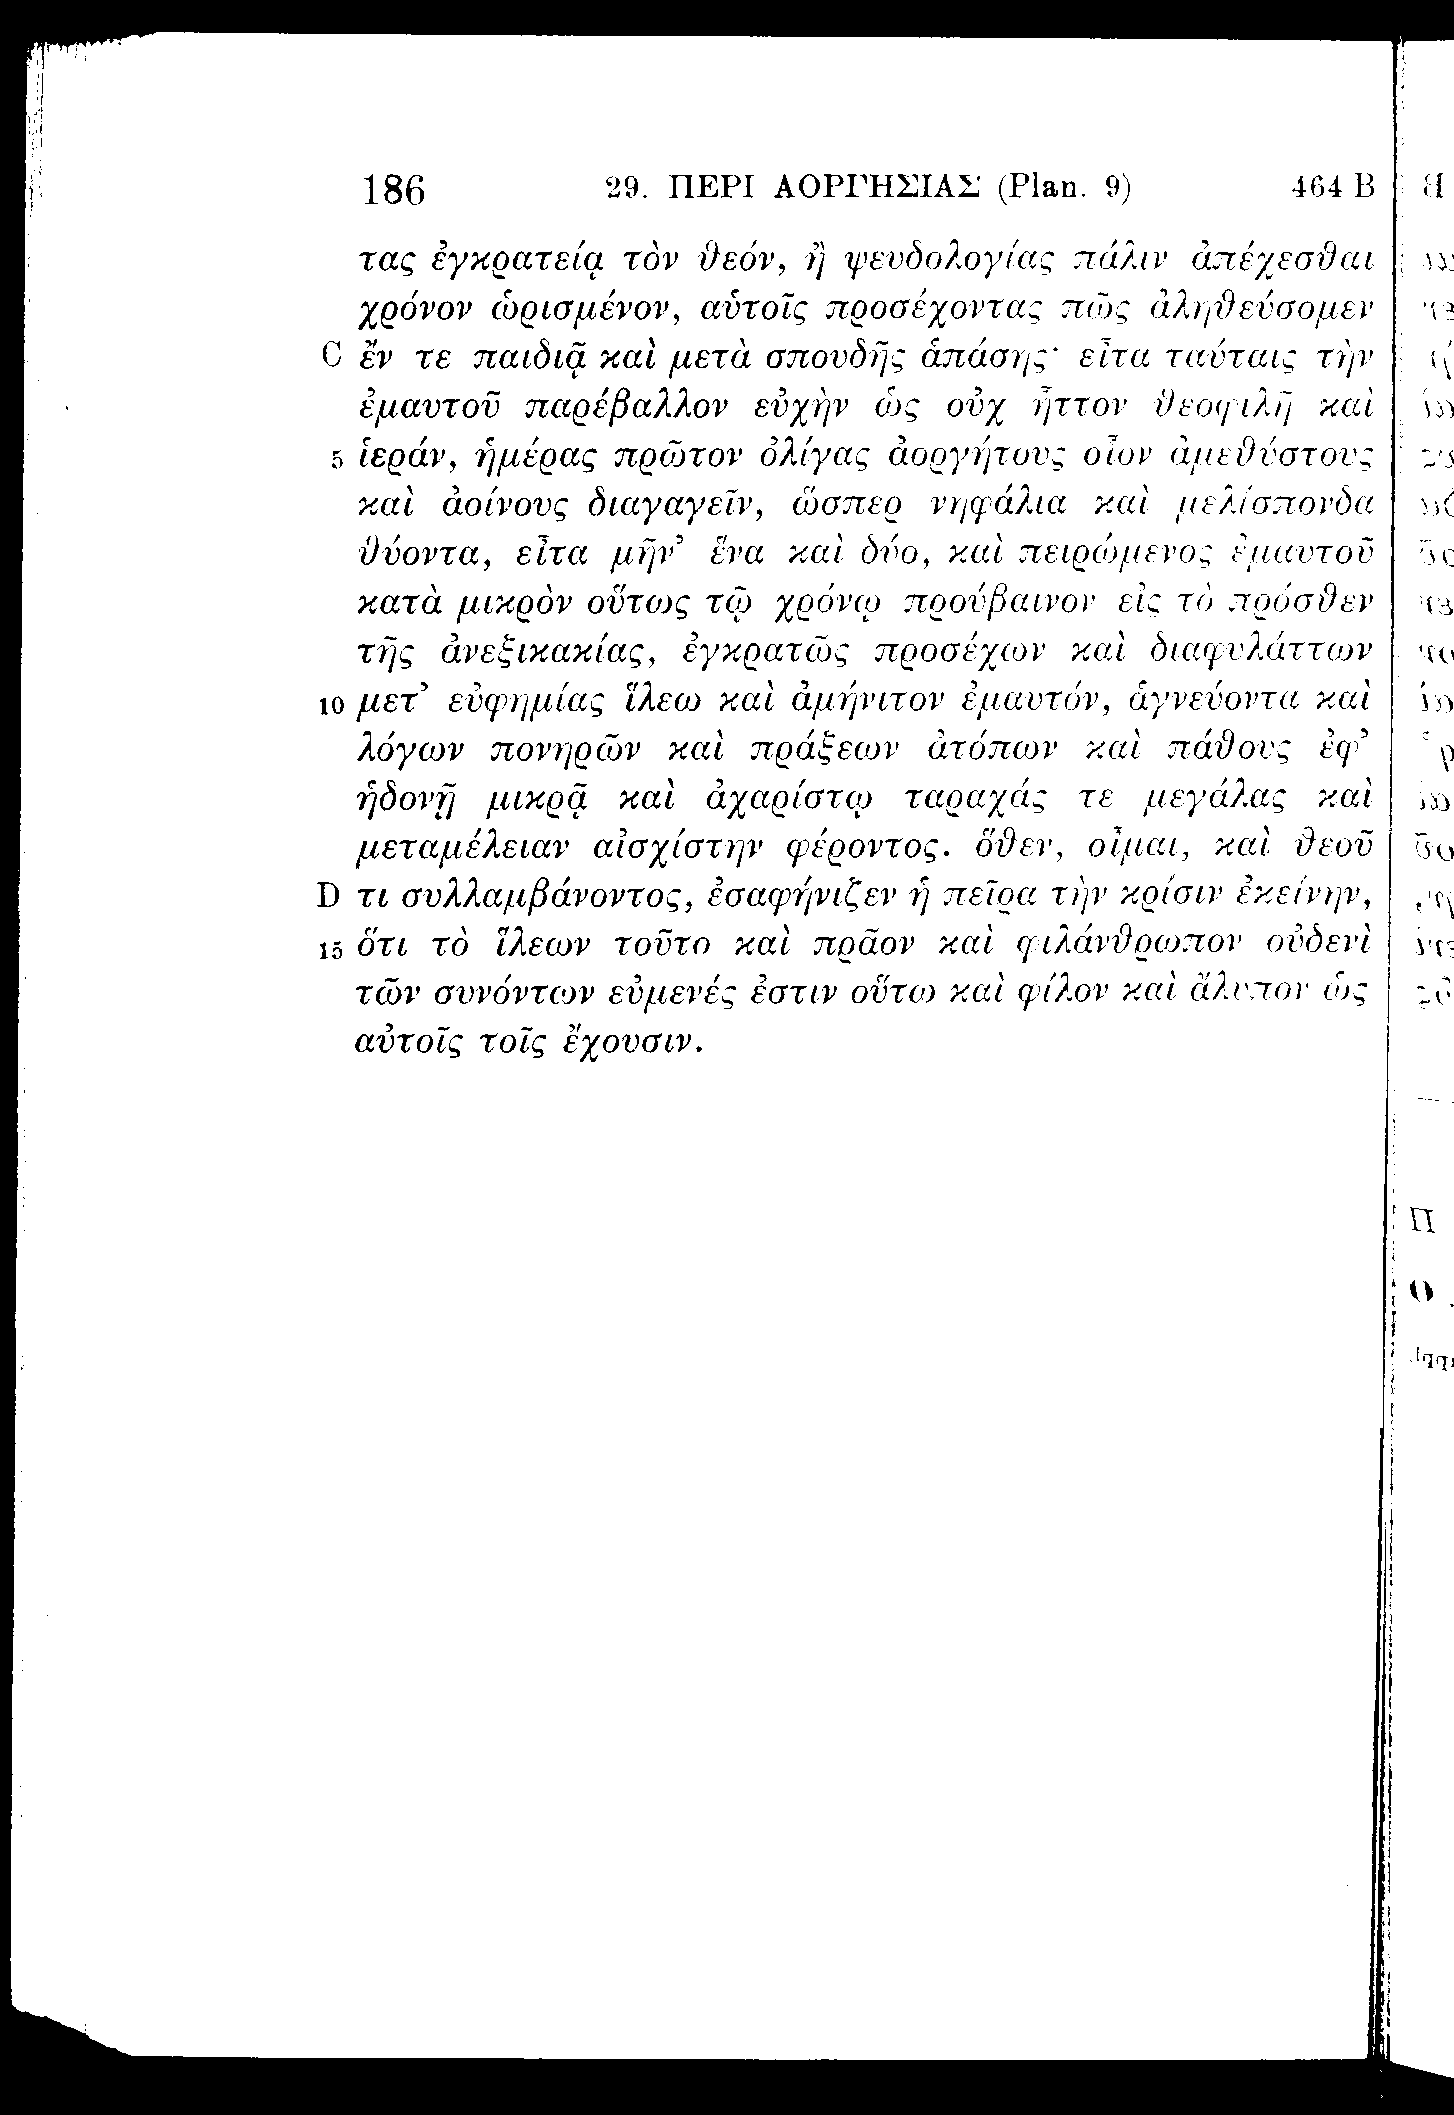 186 29. ΠΕΡΙ ΑΟΡΓΗΣΙΑΣ (Plan. 9) 464 B
τας ἐγκρατείᾳ τὸν θεόν, ἢ ψευδολογίας πάλιν ἀπέχεσθαι
χρόνον ὡρισμένον, αὑτοῖς προσέχοντας πῶς ἀληθεύσομεν
C ἔν τε παιδιᾷ καὶ μετὰ σπουδῆς ἁπάσης· εἶτα ταύταις τὴν
ἐμαυτοῦ παρέβαλλον εὐχὴν ὡς οὐχ ἧττον θεοφιλῆ καὶ
5 ἱεράν, ἡμέρας πρῶτον ὀλίγας ἀοργήτους οἷον ἀμεθύστους
καὶ ἀοίνους διαγαγεῖν, ὥσπερ νηφάλια καὶ μελίσπονδα
θύοντα, εἶτα μῆν’ ἕνα καὶ δύο, καὶ πειρώμενος ἐμαυτοῦ
κατὰ μικρὸν οὕτως τῷ χρόνῳ προύβαινον εἰς τὸ πρόσθεν
τῆς ἀνεξικακίας, ἐγκρατῶς προσέχων καὶ διαφυλάττων
10 μετ’ εὐφημίας ἵλεω καὶ ἀμήνιτον ἐμαυτόν, ἁγνεύοντα καὶ
λόγων πονηρῶν καὶ πράξεων ἀτόπων καὶ πάθους ἐφ’
ἡδονῇ μικρᾷ καὶ ἀχαρίστῳ ταραχάς τε μεγάλας καὶ
μεταμέλειαν αἰσχίστην φέροντος. ὅθεν, οἶμαι, καὶ θεοῦ
D τι συλλαμβάνοντος, ἐσαφήνιζεν ἡ πεῖρα τὴν κρίσιν ἐκείνην,
15 ὅτι τὸ ἵλεων τοῦτο καὶ πρᾶον καὶ φιλάνθρωπον οὐδενὶ
τῶν συνόντων εὐμενές ἐστιν οὕτω καὶ φίλον καὶ ἄλυπον ὡς
αὐτοῖς τοῖς ἔχουσιν.